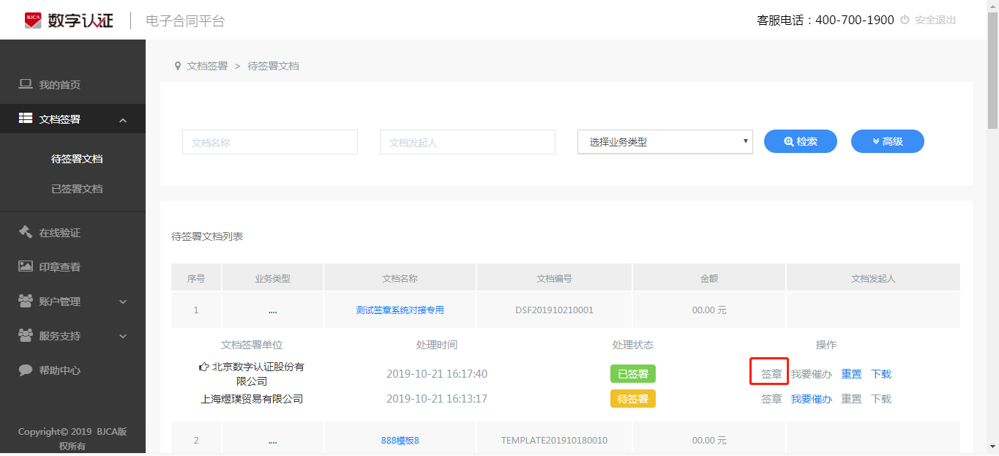 BJCA 数字认证 电子合同平台 客服电话：400-700-1900 安全退出
文档签署 > 待签署文档
我的首页
文档签署
待签署文档
已签署文档
在线验证
印章查看
账户管理
服务支持
帮助中心
Copyright© 2019 BJCA版
权所有
文档名称 文档发起人 选择业务类型 检索 高级
待签署文档列表
序号 业务类型 文档名称 文档编号 金额 文档发起人
1 .... 测试签章系统对接专用 DSF201910210001 00.00 元
文档签署单位 处理时间 处理状态 操作
北京数字认证股份有
限公司 2019-10-21 16:17:40 已签署 签章 我要催办 重置 下载
上海煜璞贸易有限公司 2019-10-21 16:13:17 待签署 签章 我要催办 重置 下载
2 .... 888模板8 TEMPLATE201910180010 00.00 元